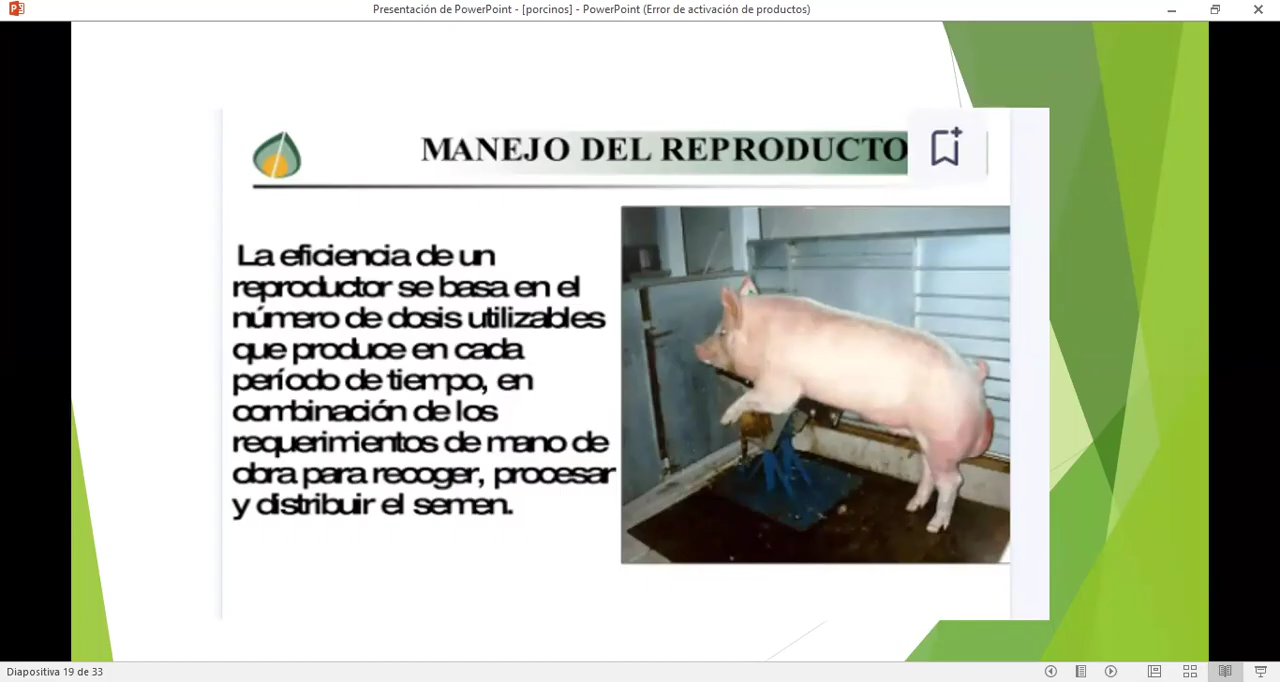 Presentación de PowerPoint - [porcinos] - PowerPoint (Error de activación de productos)
MANEJO DEL REPRODUCTO
La eficiencia de un
reproductor se basa en el
número de dosis utilizables
que produce en cada
período de tiempo, en
combinación de los
requerimientos de mano de
obra para recoger, procesar
y distribuir el semen.
Diapositiva 19 de 33